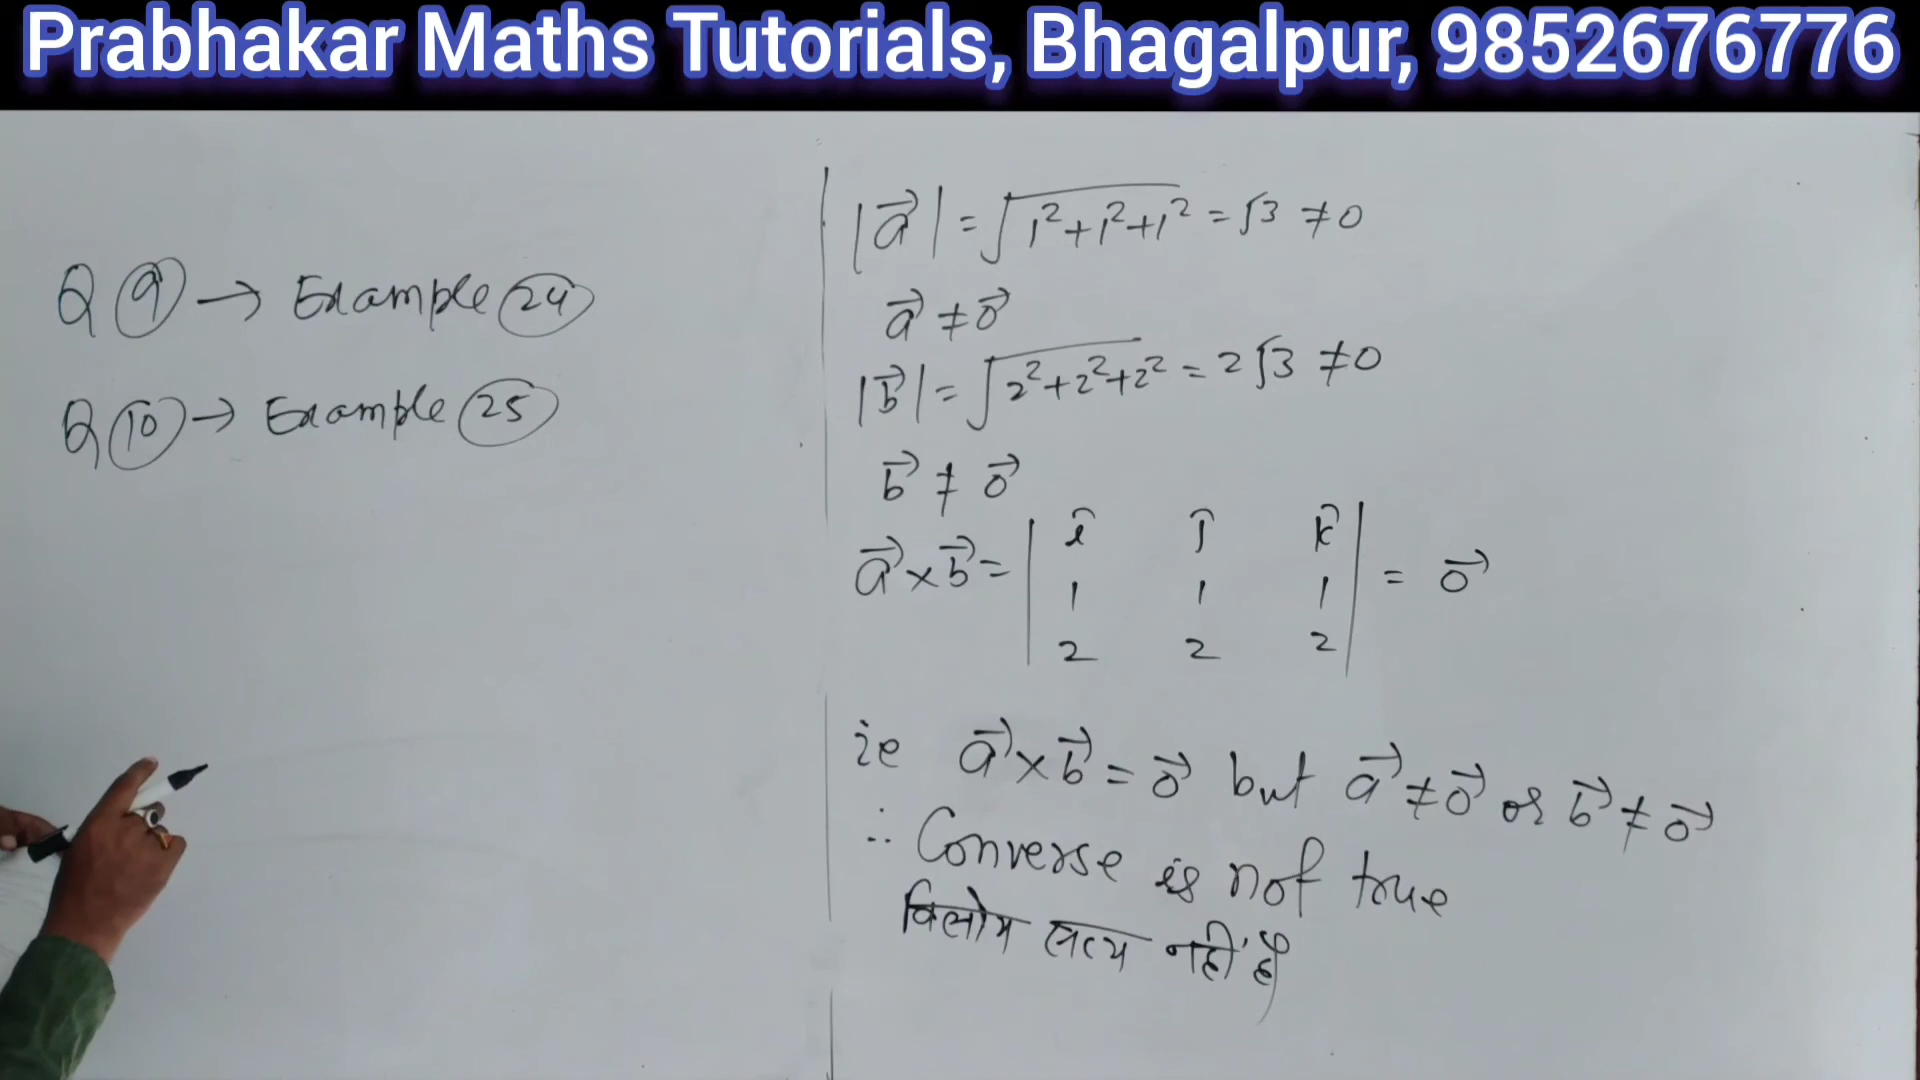 Prabhakar Maths Tutorials, Bhagalpur, 9852676776
Q 9 → Example 24
Q 10 → Example 25
|a⃗| = √(1²+1²+1²) = √3 ≠ 0
a⃗ ≠ 0⃗
|b⃗| = √(2²+2²+2²) = 2√3 ≠ 0
b⃗ ≠ 0⃗
a⃗ × b⃗ = | î ĵ k̂ | = 0⃗
1 1 1
2 2 2
ie a⃗ × b⃗ = 0⃗ but a⃗ ≠ 0⃗ or b⃗ ≠ 0⃗
∴ Converse is not true
विलोम सत्य नहीं है